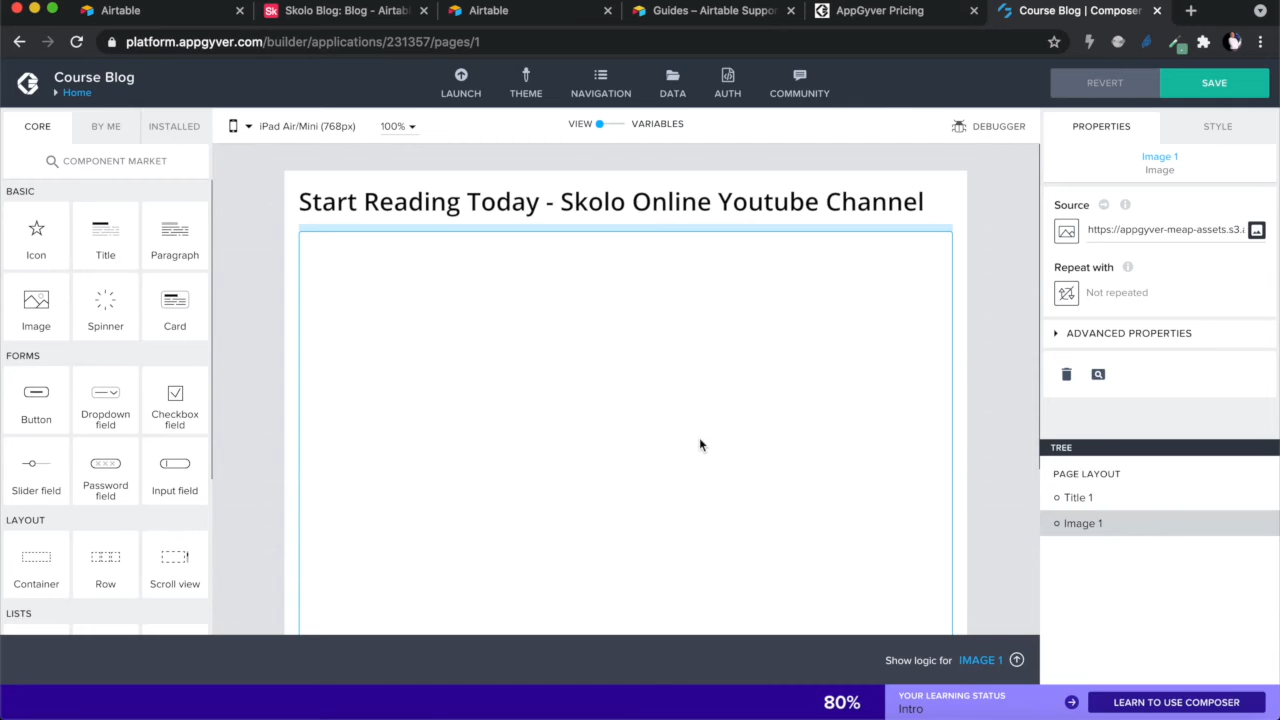 Airtable
Skolo Blog: Blog - Airtabl
Airtable
Guides – Airtable Suppor
AppGyver Pricing
Course Blog | Composer
platform.appgyver.com/builder/applications/231357/pages/1
Course Blog
Home
LAUNCH
THEME
NAVIGATION
DATA
AUTH
COMMUNITY
REVERT
SAVE
CORE
BY ME
INSTALLED
iPad Air/Mini (768px)
100%
VIEW
VARIABLES
DEBUGGER
PROPERTIES
STYLE
COMPONENT MARKET
Image 1
Image
BASIC
Icon
Title
Paragraph
Image
Spinner
Card
FORMS
Button
Dropdown
field
Checkbox
field
Slider field
Password
field
Input field
LAYOUT
Container
Row
Scroll view
LISTS
Start Reading Today - Skolo Online Youtube Channel
Source
https://appgyver-meap-assets.s3.
Repeat with
Not repeated
ADVANCED PROPERTIES
TREE
PAGE LAYOUT
Title 1
Image 1
Show logic for IMAGE 1
80%
YOUR LEARNING STATUS
Intro
LEARN TO USE COMPOSER